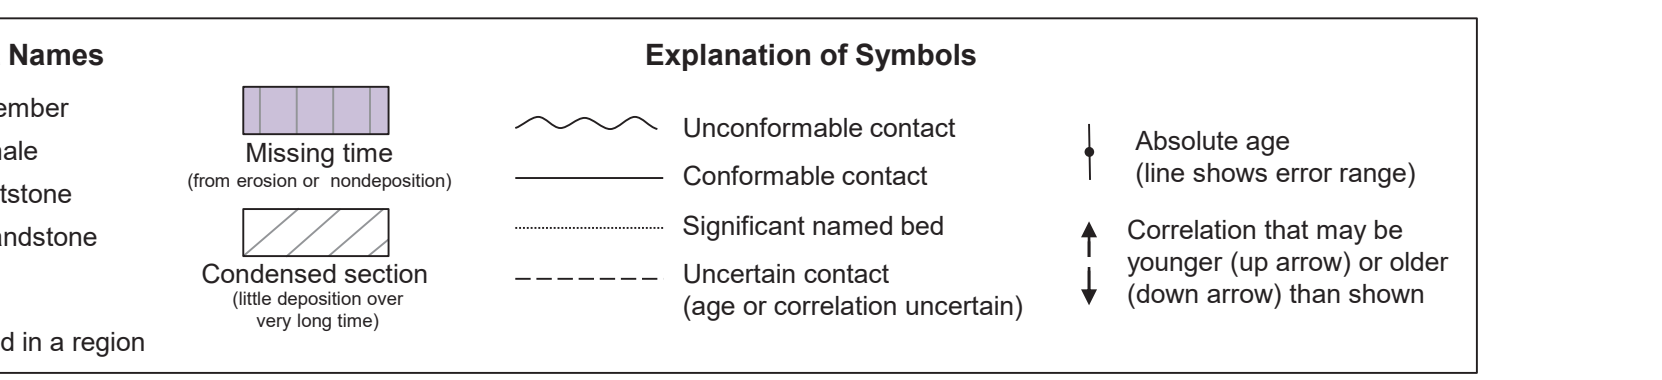 Names
ember
ale
tstone
ndstone
d in a region
Missing time
(from erosion or nondeposition)
Condensed section
(little deposition over
very long time)
Explanation of Symbols
Unconformable contact
Conformable contact
Significant named bed
Uncertain contact
(age or correlation uncertain)
Absolute age
(line shows error range)
Correlation that may be
younger (up arrow) or older
(down arrow) than shown